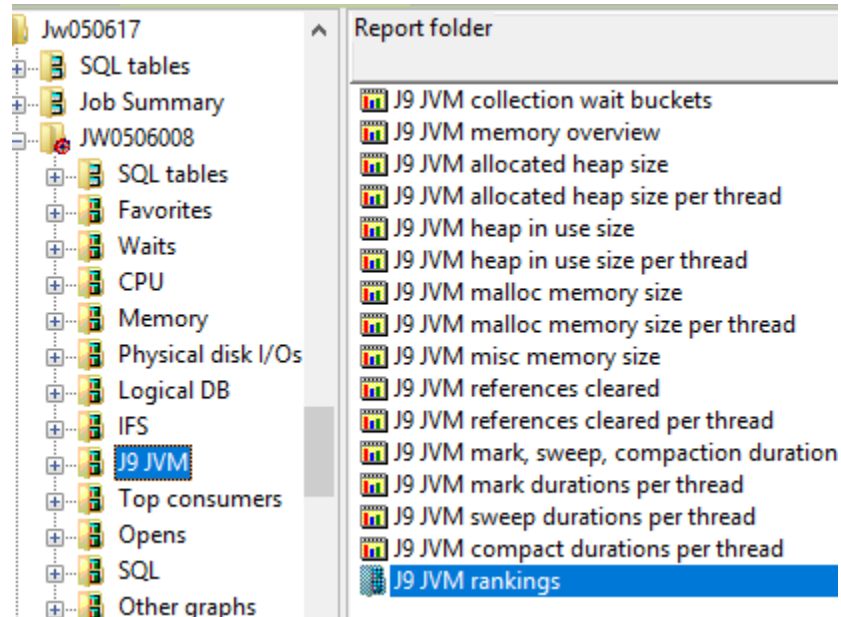 Jw050617
SQL tables
Job Summary
JW0506008
SQL tables
Favorites
Waits
CPU
Memory
Physical disk I/Os
Logical DB
IFS
J9 JVM
Top consumers
Opens
SQL
Other graphs
Report folder
J9 JVM collection wait buckets
J9 JVM memory overview
J9 JVM allocated heap size
J9 JVM allocated heap size per thread
J9 JVM heap in use size
J9 JVM heap in use size per thread
J9 JVM malloc memory size
J9 JVM malloc memory size per thread
J9 JVM misc memory size
J9 JVM references cleared
J9 JVM references cleared per thread
J9 JVM mark, sweep, compaction duration
J9 JVM mark durations per thread
J9 JVM sweep durations per thread
J9 JVM compact durations per thread
J9 JVM rankings